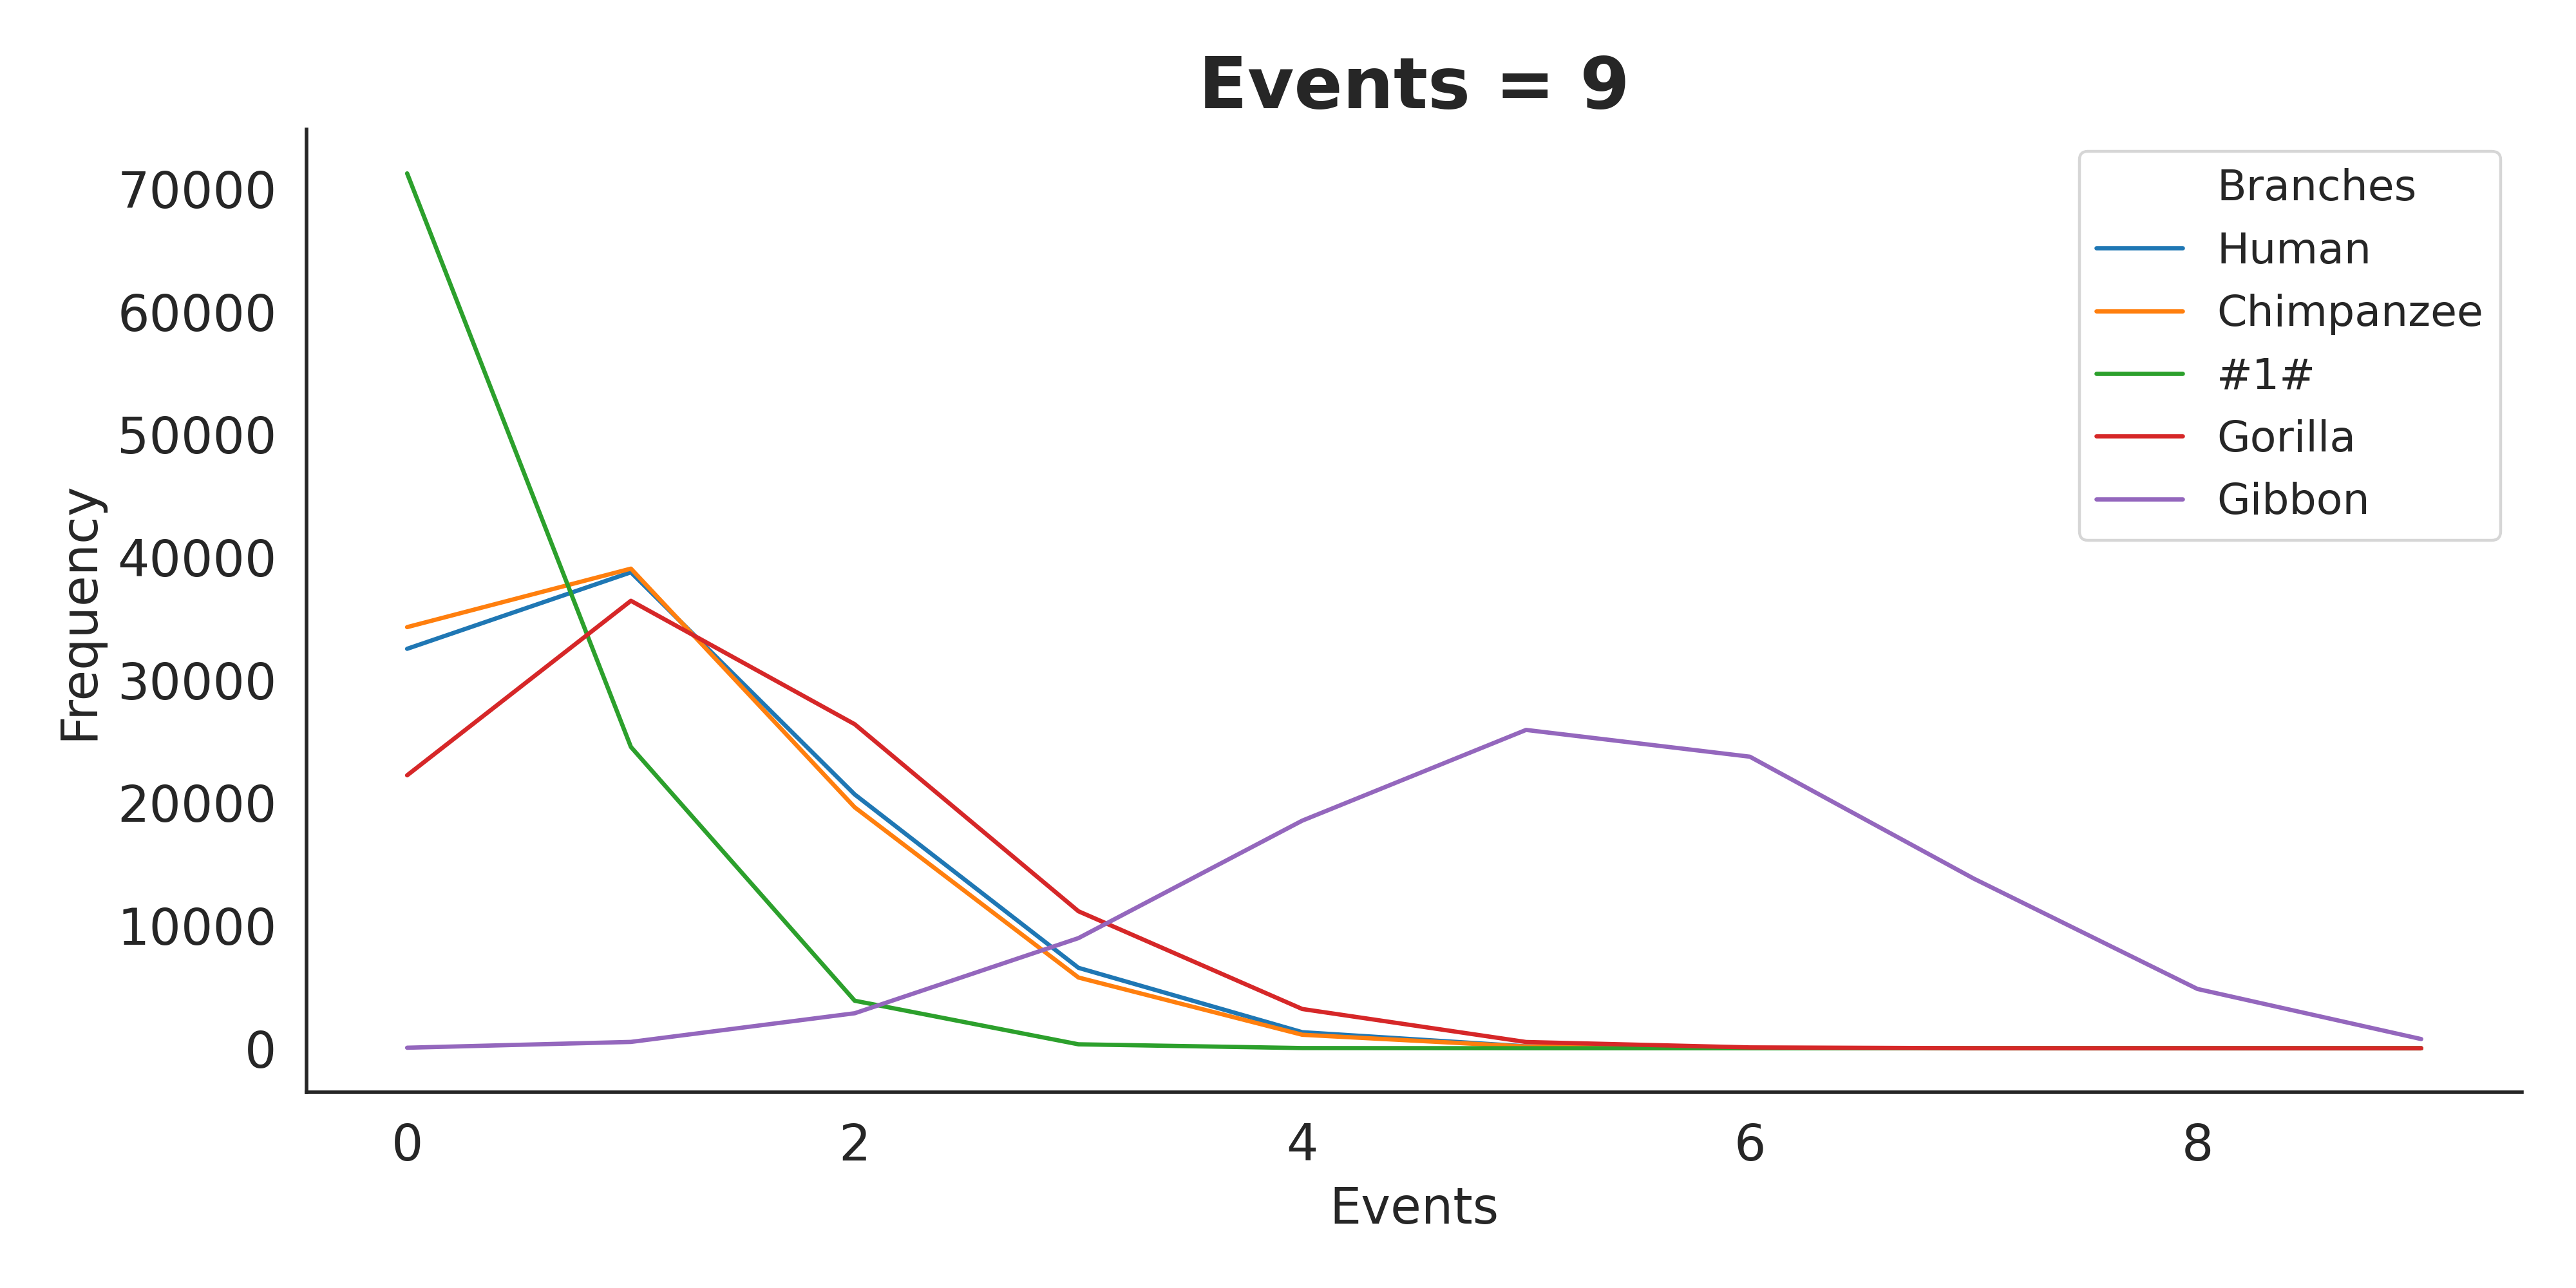 Events = 9
Frequency
70000
60000
50000
40000
30000
20000
10000
0
0 2 4 6 8
Events
Branches
Human
Chimpanzee
#1#
Gorilla
Gibbon